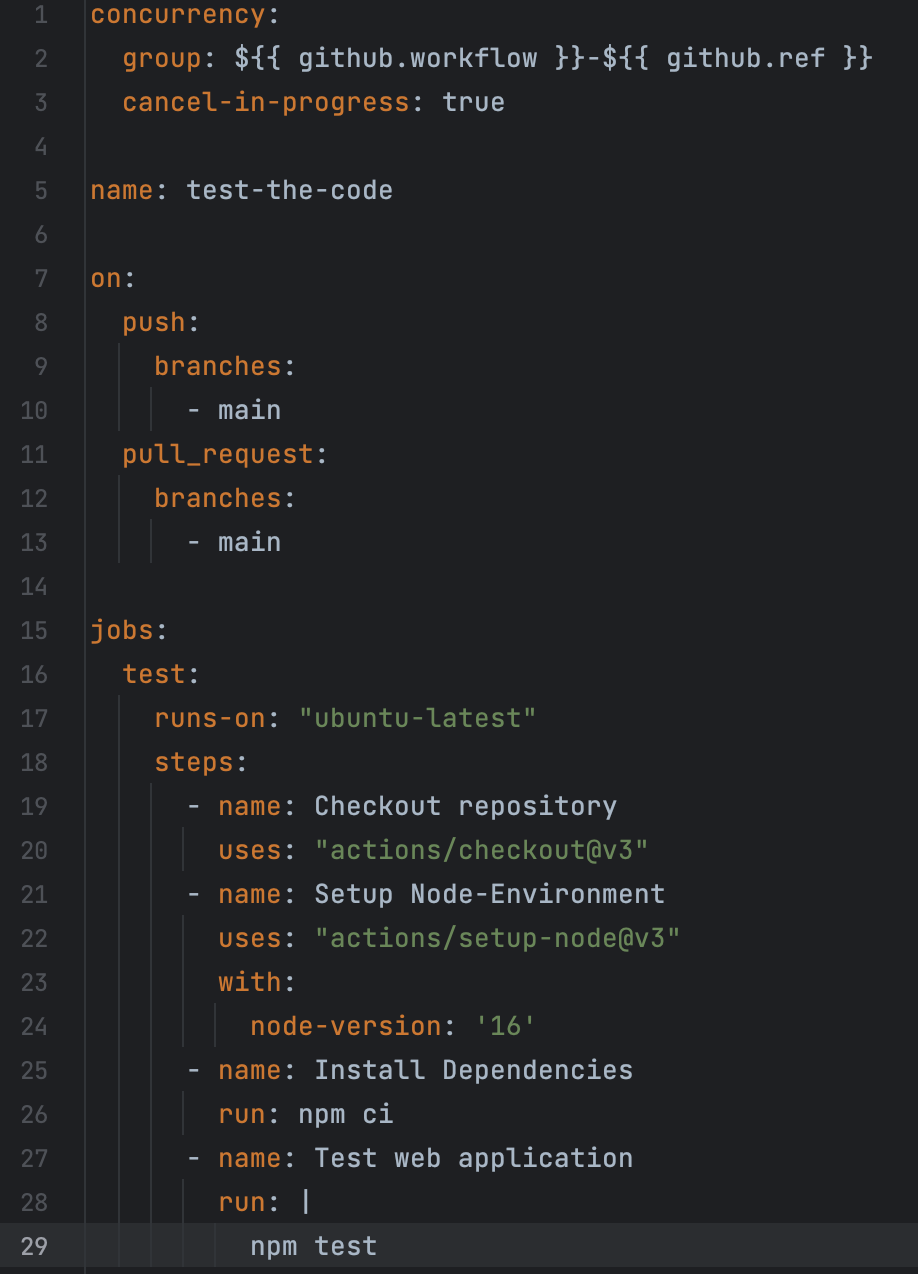 1 concurrency:
2   group: ${{ github.workflow }}-${{ github.ref }}
3   cancel-in-progress: true
4
5 name: test-the-code
6
7 on:
8   push:
9     branches:
10       - main
11   pull_request:
12     branches:
13       - main
14
15 jobs:
16   test:
17     runs-on: "ubuntu-latest"
18     steps:
19       - name: Checkout repository
20         uses: "actions/checkout@v3"
21       - name: Setup Node-Environment
22         uses: "actions/setup-node@v3"
23         with:
24           node-version: '16'
25       - name: Install Dependencies
26         run: npm ci
27       - name: Test web application
28         run: |
29           npm test